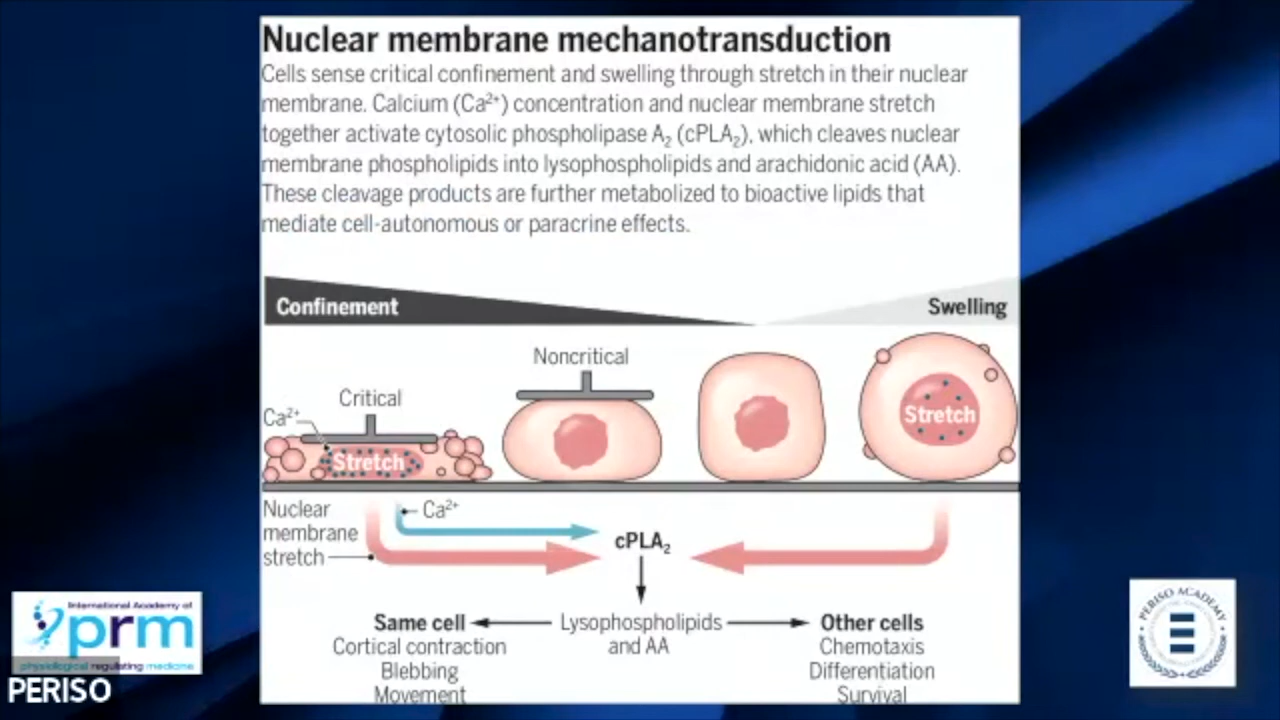 Nuclear membrane mechanotransduction
Cells sense critical confinement and swelling through stretch in their nuclear
membrane. Calcium (Ca²⁺) concentration and nuclear membrane stretch
together activate cytosolic phospholipase A₂ (cPLA₂), which cleaves nuclear
membrane phospholipids into lysophospholipids and arachidonic acid (AA).
These cleavage products are further metabolized to bioactive lipids that
mediate cell-autonomous or paracrine effects.
Confinement
Swelling
Noncritical
Critical
Ca²⁺
Stretch
Stretch
Nuclear
membrane
stretch
Ca²⁺
cPLA₂
Same cell
Lysophospholipids
and AA
Other cells
Cortical contraction
Blebbing
Movement
Chemotaxis
Differentiation
Survival
International Academy of
prm
physiological regulating medicine
PERISO
PERISO ACADEMY